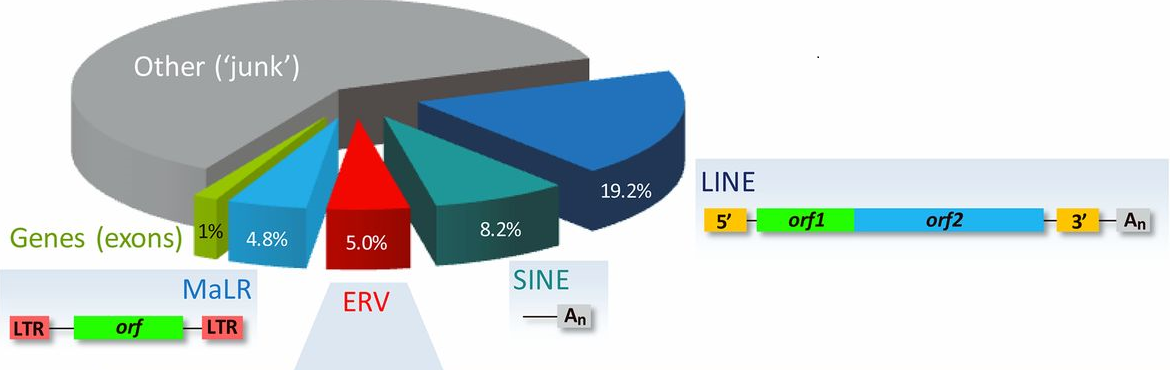 Other (‘junk’)
19.2%
8.2%
5.0%
4.8%
1%
Genes (exons)
MaLR
LTR orf LTR
ERV
SINE
An
LINE
5’ orf1 orf2 3’ An